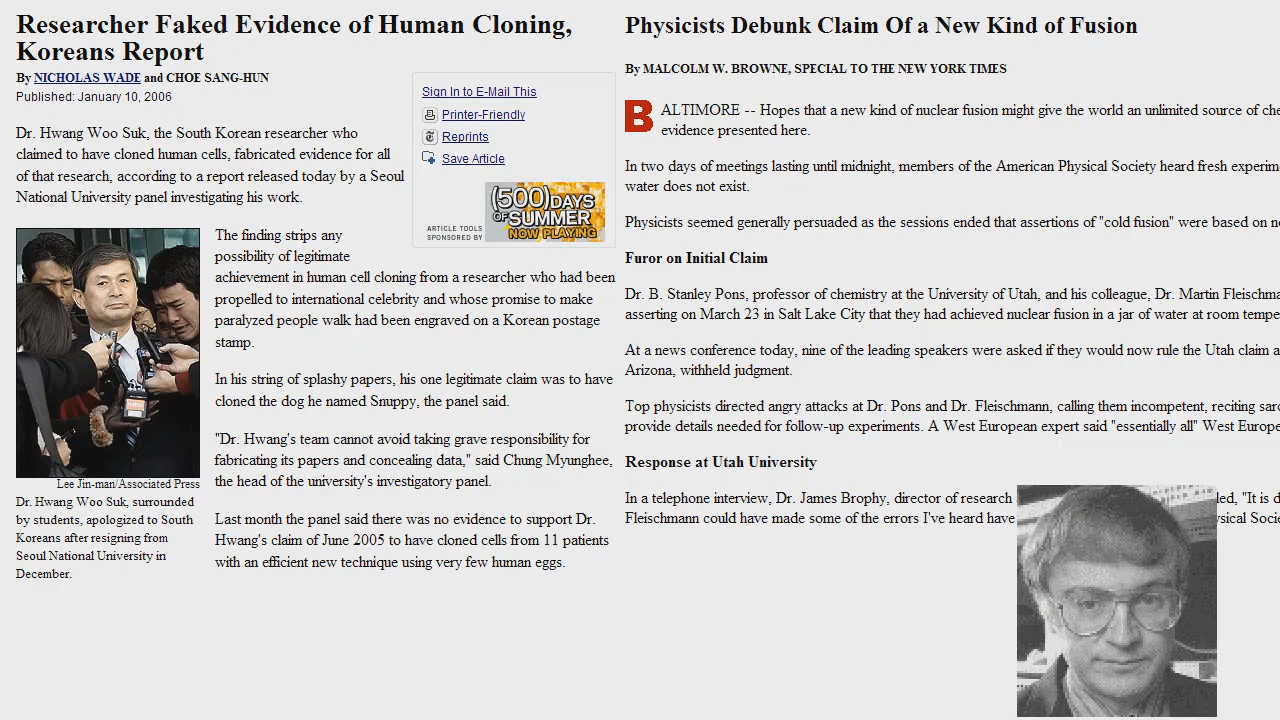 Researcher Faked Evidence of Human Cloning,
Koreans Report
By NICHOLAS WADE and CHOE SANG-HUN
Published: January 10, 2006
Sign In to E-Mail This
Printer-Friendly
Reprints
Save Article
ARTICLE TOOLS
SPONSORED BY
(500) DAYS
OF SUMMER
NOW PLAYING
Dr. Hwang Woo Suk, the South Korean researcher who
claimed to have cloned human cells, fabricated evidence for all
of that research, according to a report released today by a Seoul
National University panel investigating his work.
The finding strips any
possibility of legitimate
achievement in human cell cloning from a researcher who had been
propelled to international celebrity and whose promise to make
paralyzed people walk had been engraved on a Korean postage
stamp.
In his string of splashy papers, his one legitimate claim was to have
cloned the dog he named Snuppy, the panel said.
"Dr. Hwang's team cannot avoid taking grave responsibility for
fabricating its papers and concealing data," said Chung Myunghee,
the head of the university's investigatory panel.
Last month the panel said there was no evidence to support Dr.
Hwang's claim of June 2005 to have cloned cells from 11 patients
with an efficient new technique using very few human eggs.
Lee Jin-man/Associated Press
Dr. Hwang Woo Suk, surrounded
by students, apologized to South
Koreans after resigning from
Seoul National University in
December.
Physicists Debunk Claim Of a New Kind of Fusion
By MALCOLM W. BROWNE, SPECIAL TO THE NEW YORK TIMES
BALTIMORE -- Hopes that a new kind of nuclear fusion might give the world an unlimited source of che
evidence presented here.
In two days of meetings lasting until midnight, members of the American Physical Society heard fresh experim
water does not exist.
Physicists seemed generally persuaded as the sessions ended that assertions of "cold fusion" were based on n
Furor on Initial Claim
Dr. B. Stanley Pons, professor of chemistry at the University of Utah, and his colleague, Dr. Martin Fleischma
asserting on March 23 in Salt Lake City that they had achieved nuclear fusion in a jar of water at room tempe
At a news conference today, nine of the leading speakers were asked if they would now rule the Utah claim a
Arizona, withheld judgment.
Top physicists directed angry attacks at Dr. Pons and Dr. Fleischmann, calling them incompetent, reciting sar
provide details needed for follow-up experiments. A West European expert said "essentially all" West Europe
Response at Utah University
In a telephone interview, Dr. James Brophy, director of research led, "It is d
Fleischmann could have made some of the errors I've heard have ysical Socie